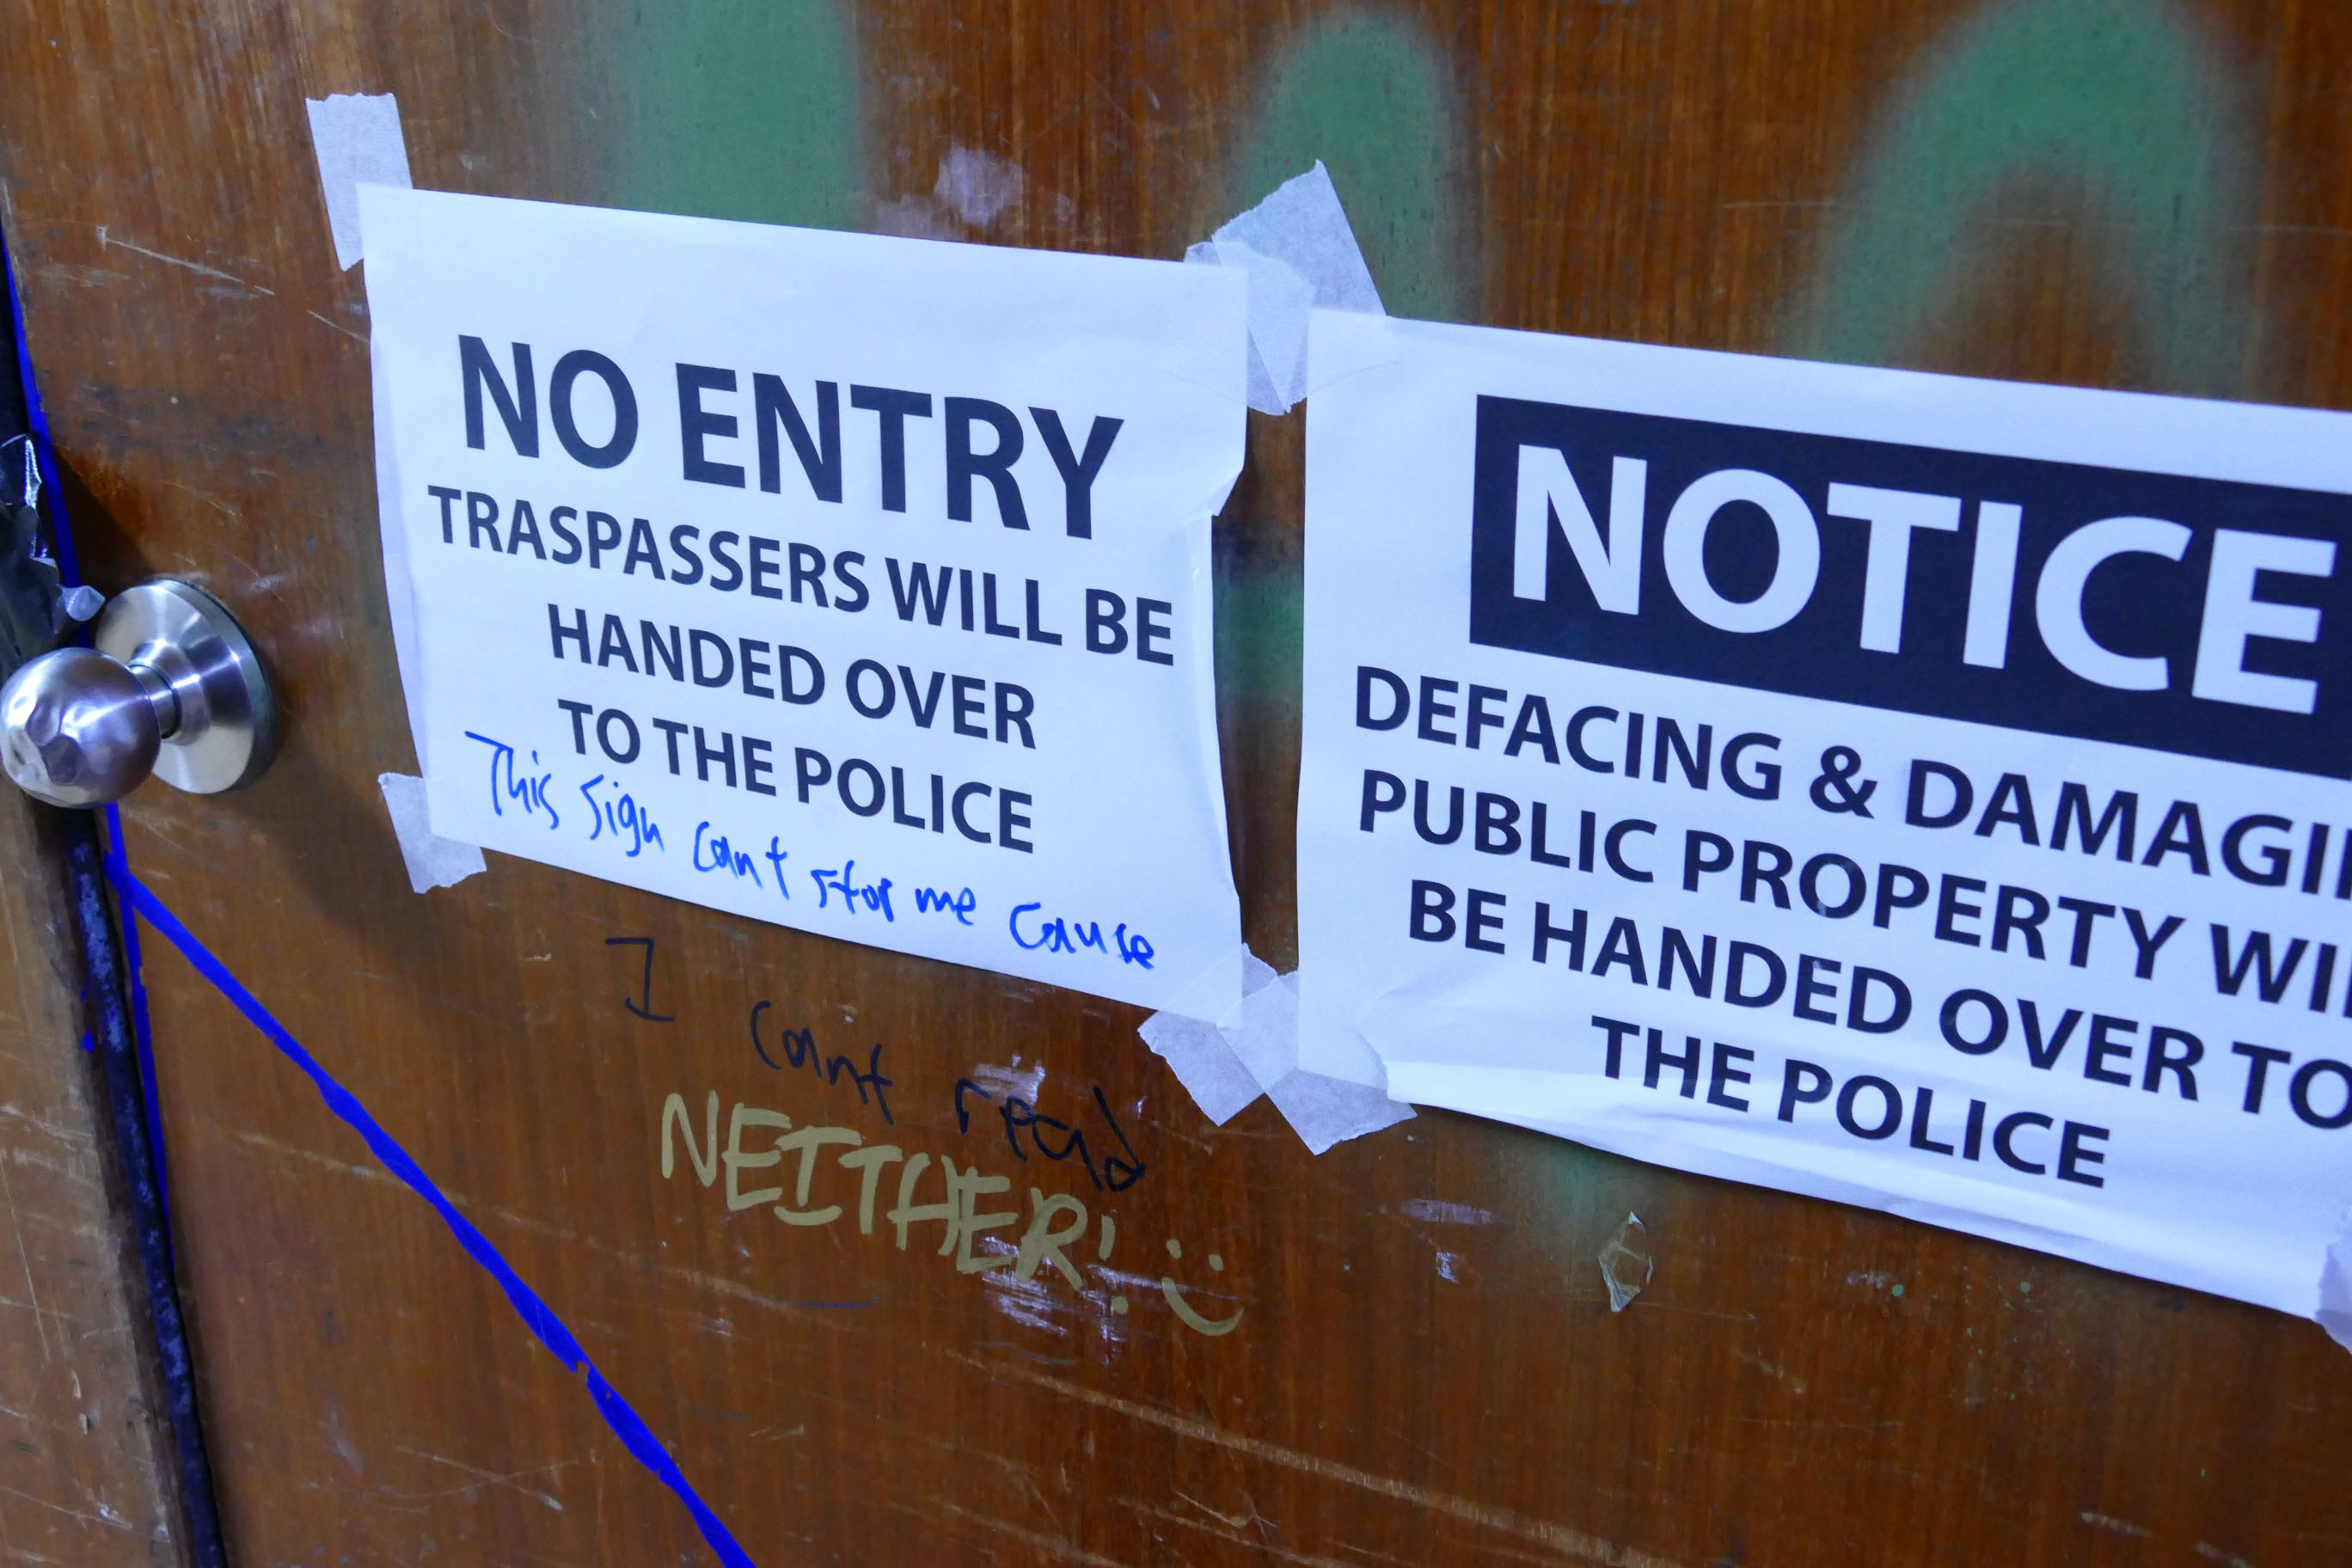 NO ENTRY
TRASPASSERS WILL BE
HANDED OVER
TO THE POLICE
This sign can't stop me cause
I can't read
NEITHER! :)
NOTICE
DEFACING & DAMAGI
PUBLIC PROPERTY WI
BE HANDED OVER TO
THE POLICE